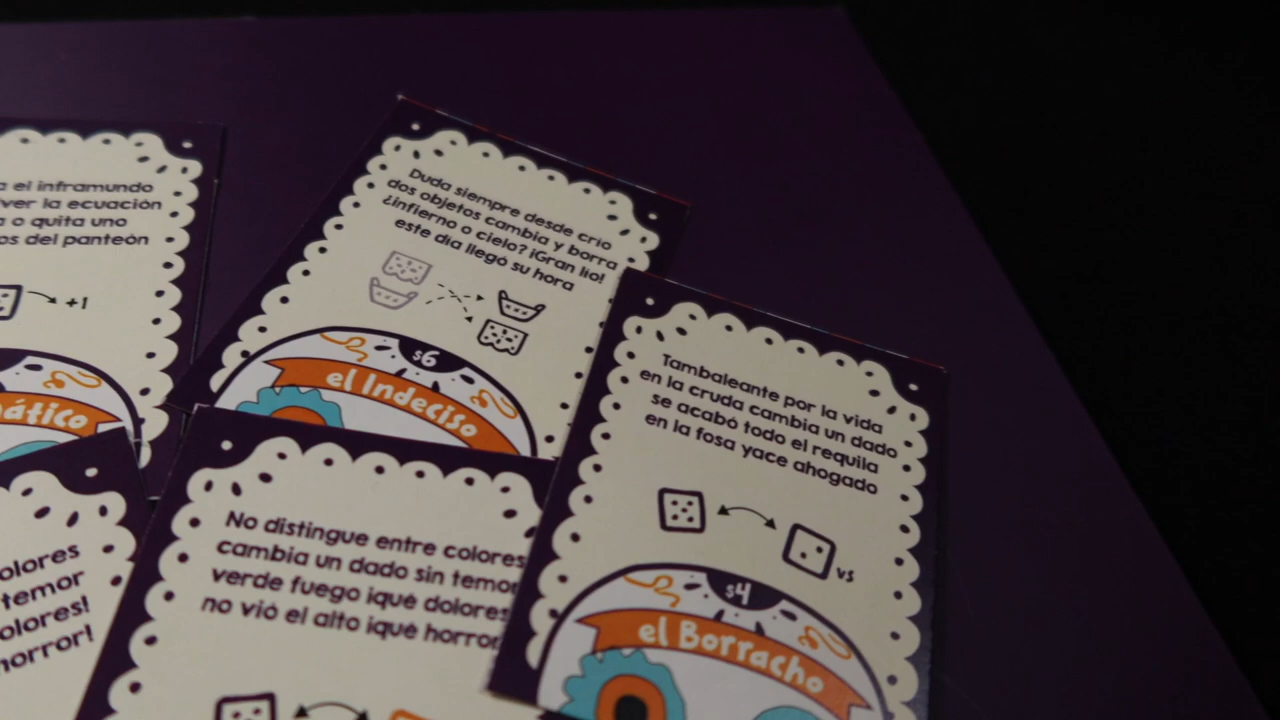 a el inframundo
ver la ecuación
a o quita uno
os del panteón
+1
mático
Duda siempre desde crío
dos objetos cambia y borra
¿infierno o cielo? ¡Gran lío!
este día llegó su hora
$6
el Indeciso
Tambaleante por la vida
en la cruda cambia un dado
se acabó todo el requila
en la fosa yace ahogado
vs
$4
el Borracho
No distingue entre colores
cambia un dado sin temor
verde fuego ¡qué dolores
no vió el alto ¡qué horror
olores
temor
olores!
horror!